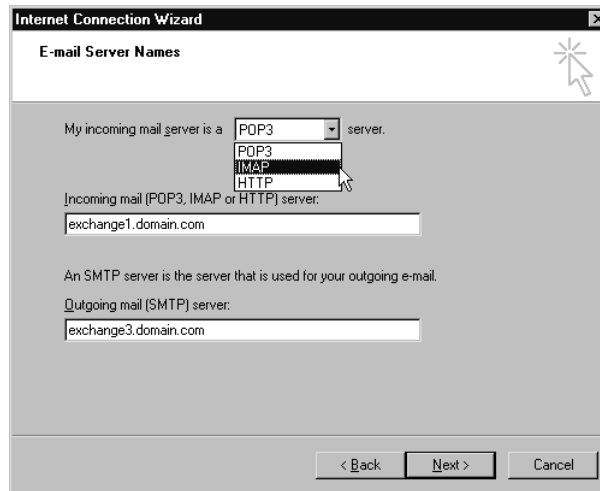 Internet Connection Wizard
E-mail Server Names
My incoming mail server is a POP3 server.
POP3
IMAP
HTTP
Incoming mail (POP3, IMAP or HTTP) server:
exchange1.domain.com
An SMTP server is the server that is used for your outgoing e-mail.
Outgoing mail (SMTP) server:
exchange3.domain.com
< Back Next > Cancel